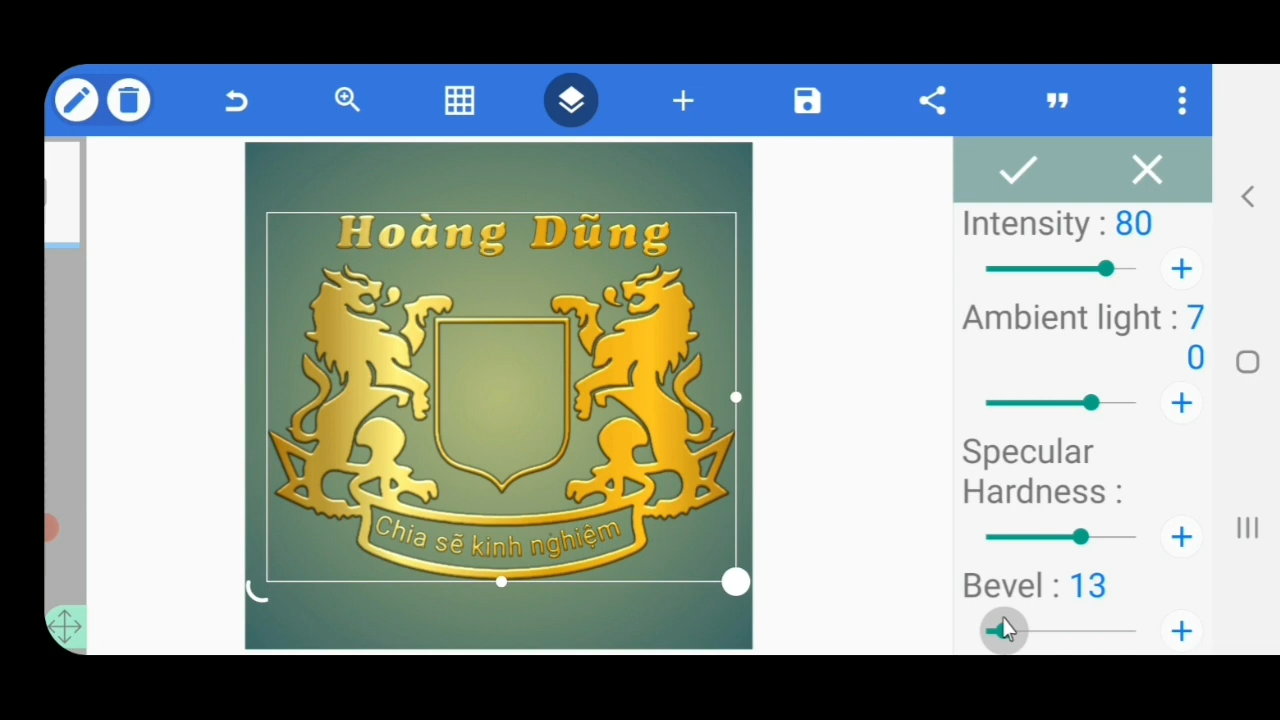 Hoàng Dũng
Chia sẽ kinh nghiệm
Intensity : 80
Ambient light : 7
0
Specular
Hardness :
Bevel : 13